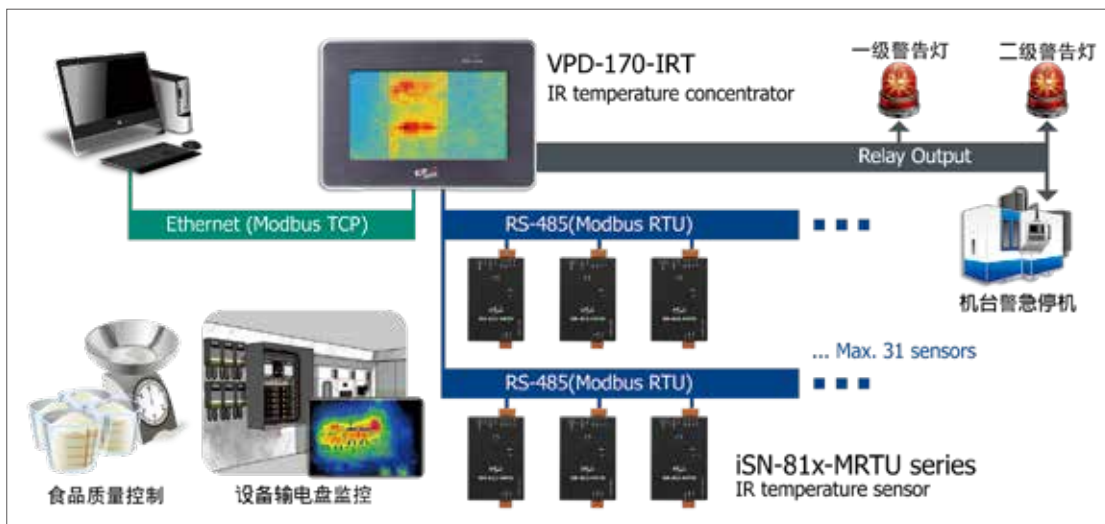 VPD-170-IRT
IR temperature concentrator
一级警告灯
二级警告灯
Relay Output
Ethernet (Modbus TCP)
RS-485(Modbus RTU)
机台警急停机
... Max. 31 sensors
RS-485(Modbus RTU)
iSN-81x-MRTU series
IR temperature sensor
食品质量控制
设备输电盘监控